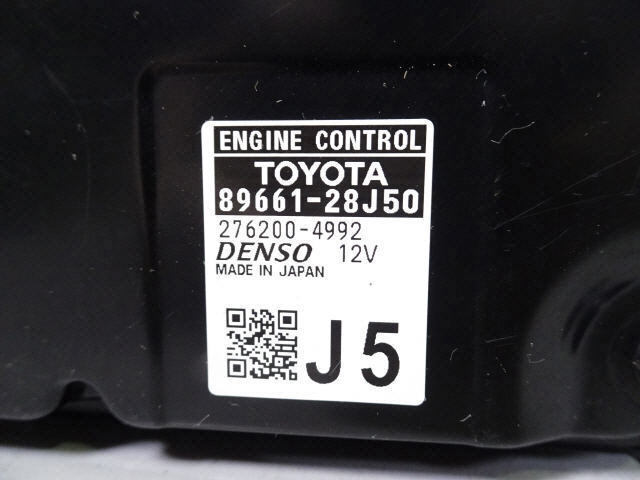 ENGINE CONTROL
TOYOTA
89661-28J50
276200-4992
DENSO 12V
MADE IN JAPAN
J5